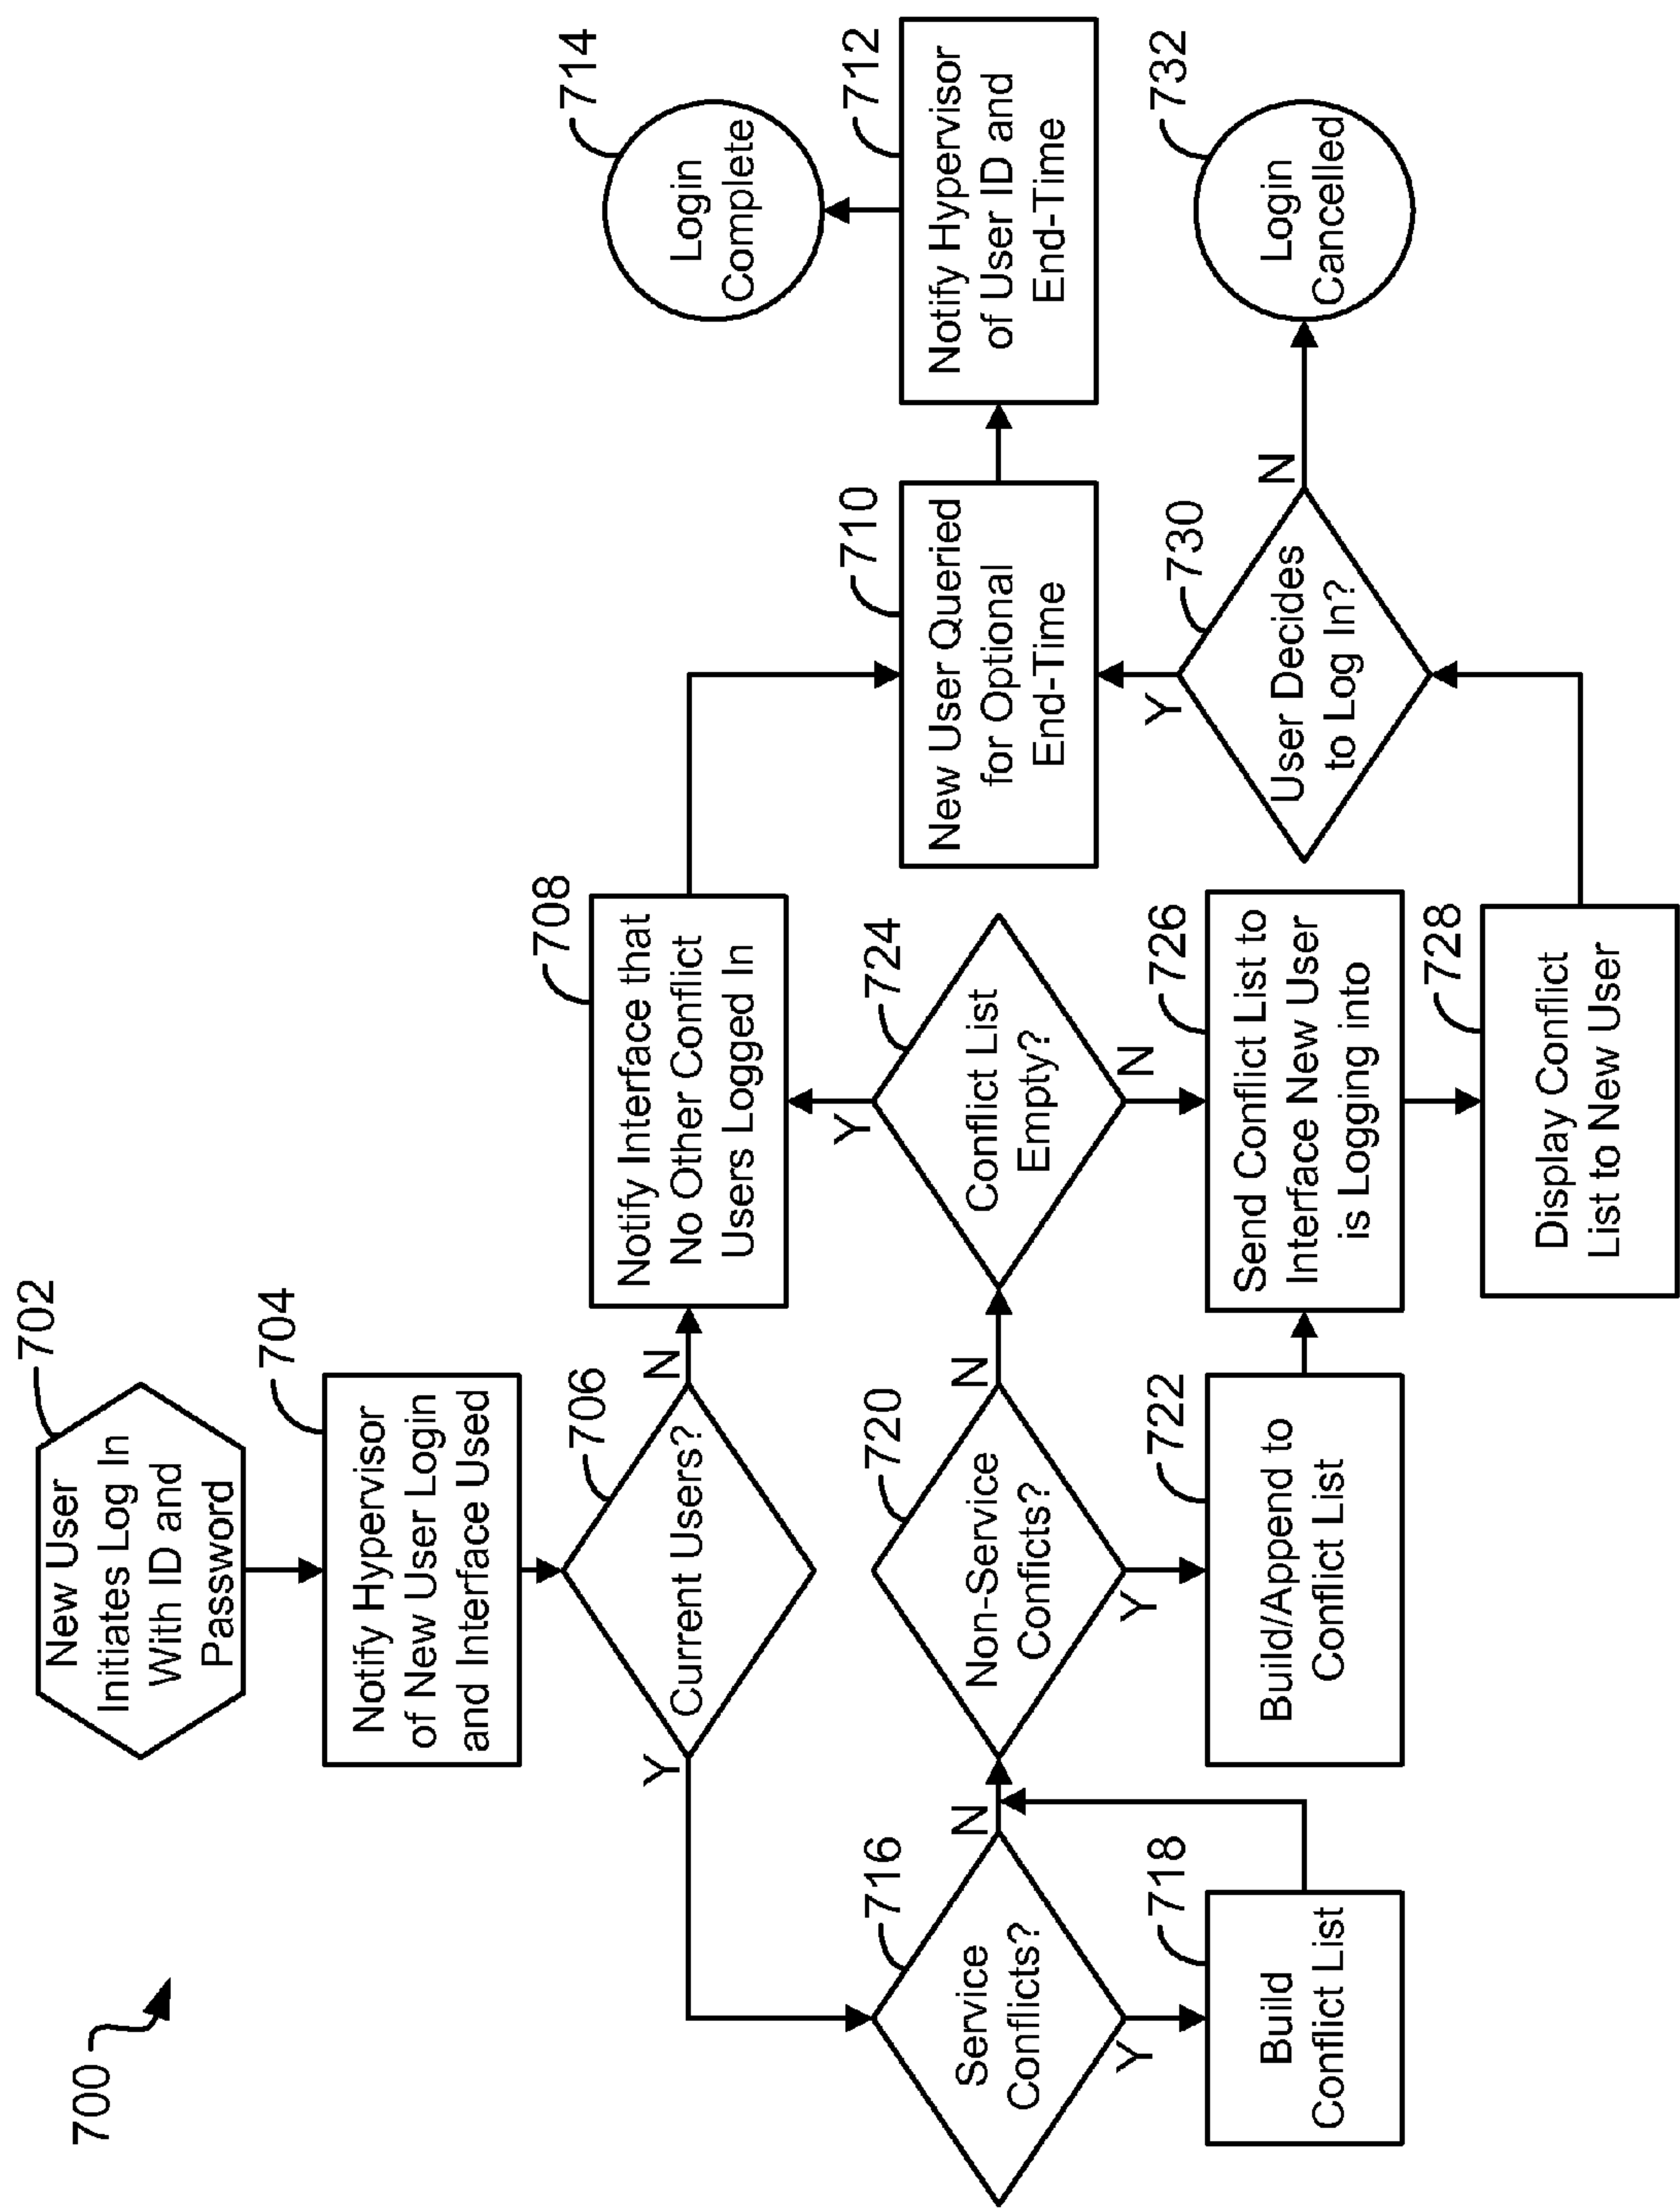 700
702
New User
Initiates Log In
With ID and
Password
704
Notify Hypervisor
of New User Login
and Interface Used
706
Current Users?
Y
N
708
Notify Interface that
No Other Conflict
Users Logged In
710
New User Queried
for Optional
End-Time
712
Notify Hypervisor
of User ID and
End-Time
714
Login
Complete
716
Service
Conflicts?
N
Y
718
Build
Conflict List
720
Non-Service
Conficts?
N
Y
722
Build/Append to
Conflict List
724
Conflict List
Empty?
Y
N
726
Send Conflict List to
Interface New User
is Logging into
728
Display Conflict
List to New User
730
User Decides
to Log In?
Y
N
732
Login
Cancelled